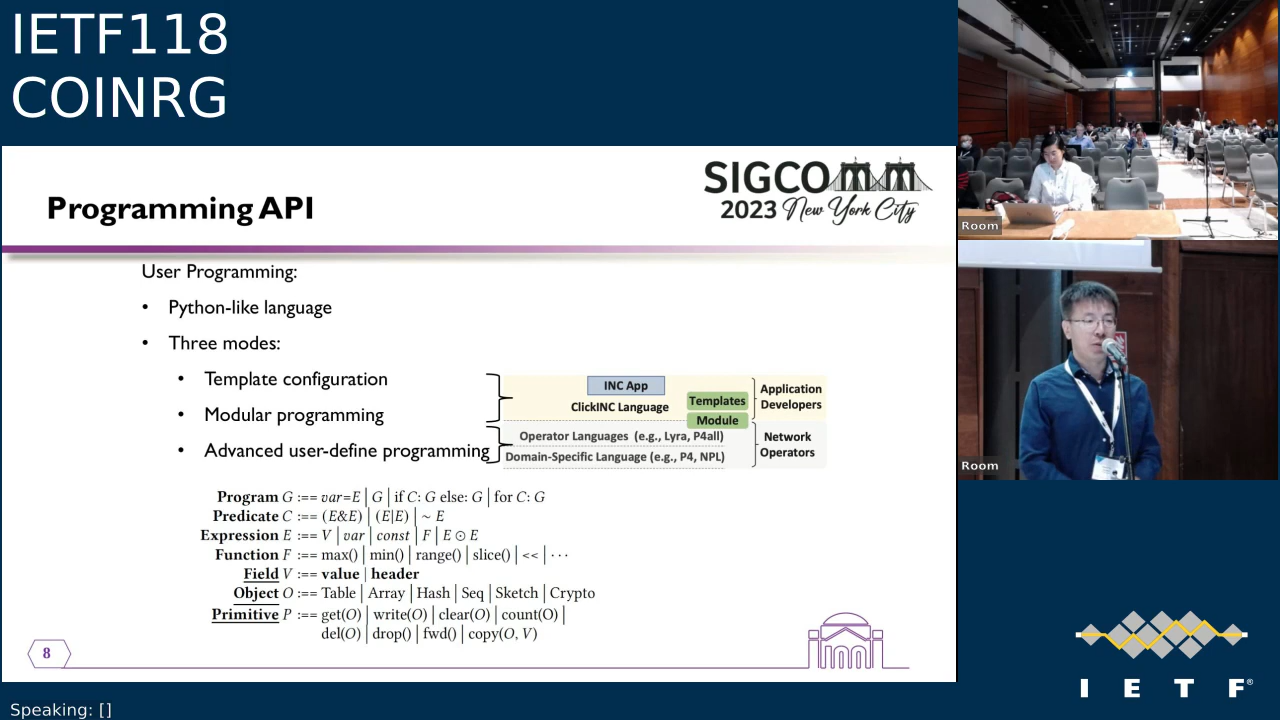 IETF118
COINRG
Programming API
SIGCOMM
2023 New York City
User Programming:
• Python-like language
• Three modes:
• Template configuration
• Modular programming
• Advanced user-define programming
INC App
ClickINC Language
Templates
Module
Application
Developers
Operator Languages (e.g., Lyra, P4all)
Domain-Specific Language (e.g., P4, NPL)
Network
Operators
Program G :== var=E | G | if C: G else: G | for C: G
Predicate C :== (E&E) | (E|E) | ~ E
Expression E :== V | var | const | F | E ⊙ E
Function F :== max() | min() | range() | slice() | << | ···
Field V :== value | header
Object O :== Table | Array | Hash | Seq | Sketch | Crypto
Primitive P :== get(O) | write(O) | clear(O) | count(O) |
del(O) | drop() | fwd() | copy(O, V)
8
Room
Room
I E T F®
Speaking: []